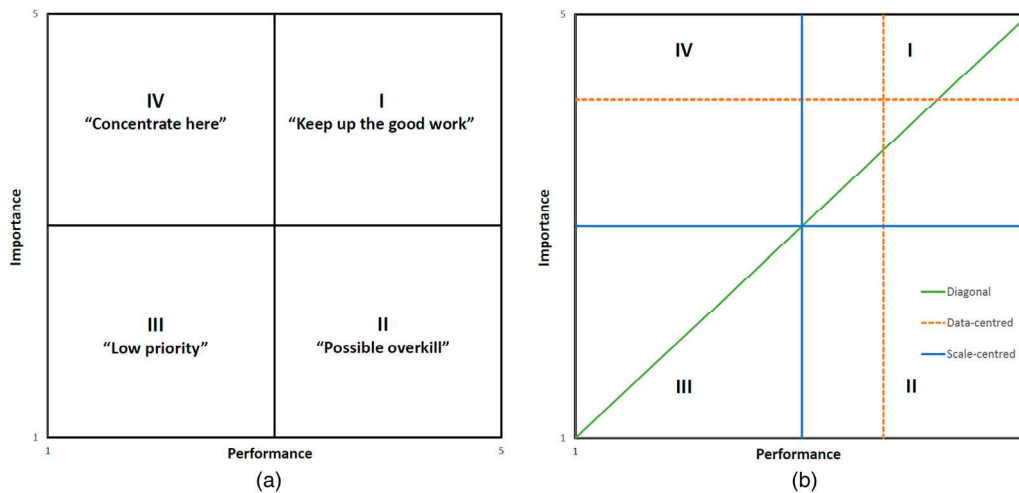 5
IV
"Concentrate here"
I
"Keep up the good work"
Importance
III
"Low priority"
II
"Possible overkill"
1
1
Performance
5
(a)
5
IV
I
Importance
Diagonal
Data-centred
Scale-centred
III
II
1
1
Performance
(b)